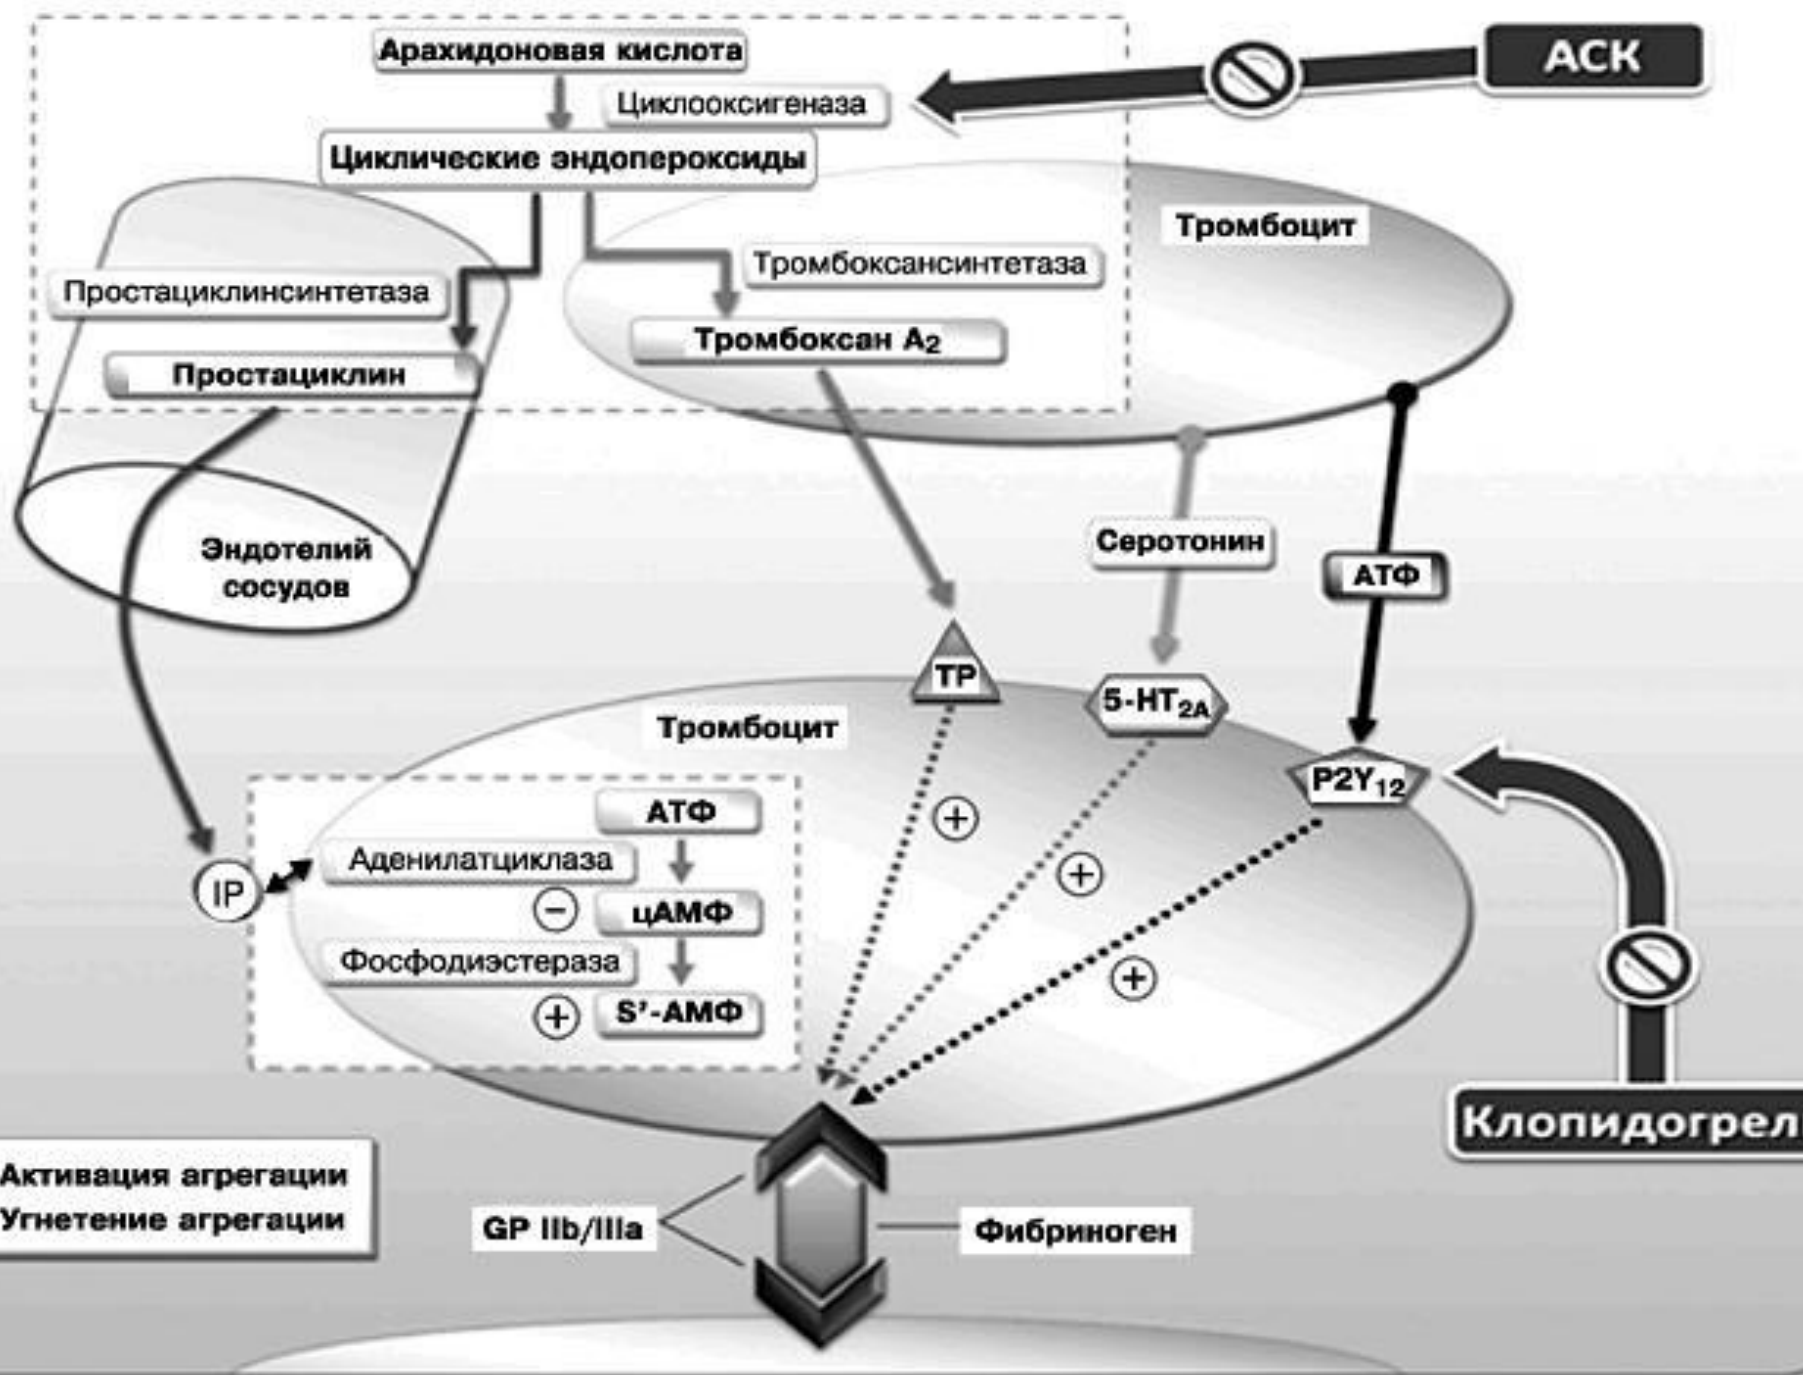 Арахидоновая кислота
АСК
Циклооксигеназа
Циклические эндопероксиды
Тромбоцит
Тромбоксансинтетаза
Простациклинсинтетаза
Тромбоксан A2
Простациклин
Эндотелий
сосудов
Серотонин
АТФ
TP
5-HT2A
Тромбоцит
P2Y12
АТФ
+
Аденилатциклаза
IP
+
− цАМФ
Фосфодиэстераза
+
+ S’-АМФ
Клопидогрел
Активация агрегации
Угнетение агрегации
GP IIb/IIIa
Фибриноген